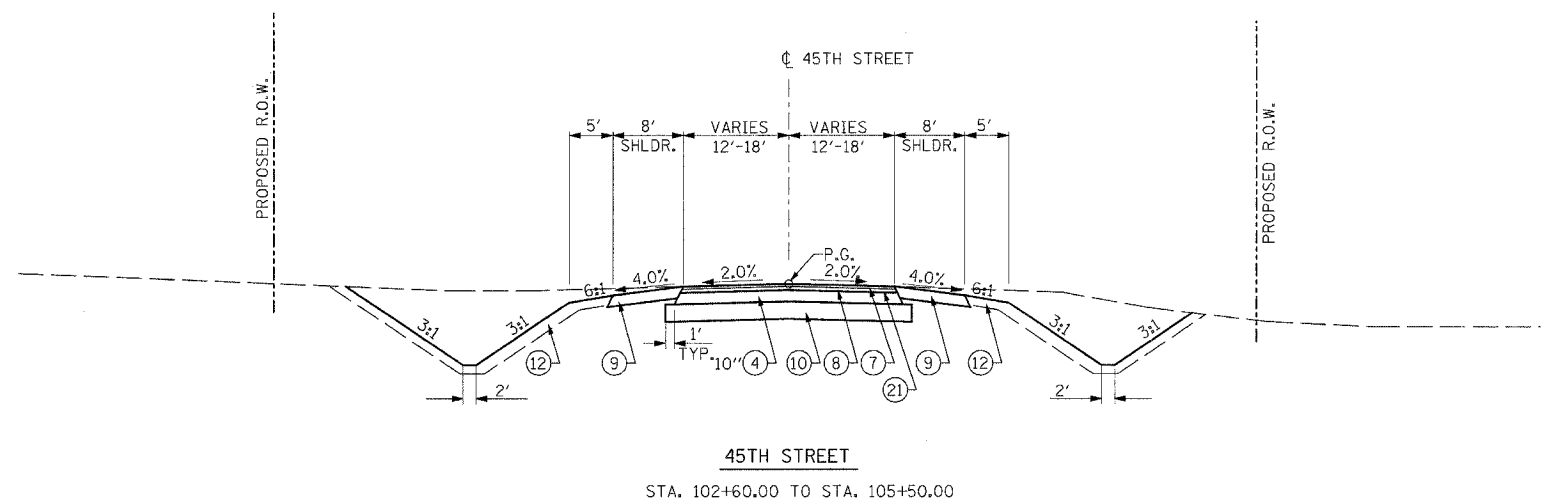 ℄ 45TH STREET
PROPOSED R.O.W.
PROPOSED R.O.W.
5' 8' VARIES VARIES 8' 5'
SHLDR. 12'-18' 12'-18' SHLDR.
P.G.
6:1 4.0% 2.0% 2.0% 4.0% 6:1
3:1 3:1 3:1 3:1
1'
TYP. 10"
12 9 4 10 8 7 9 12
21
2' 2'
45TH STREET
STA. 102+60.00 TO STA. 105+50.00